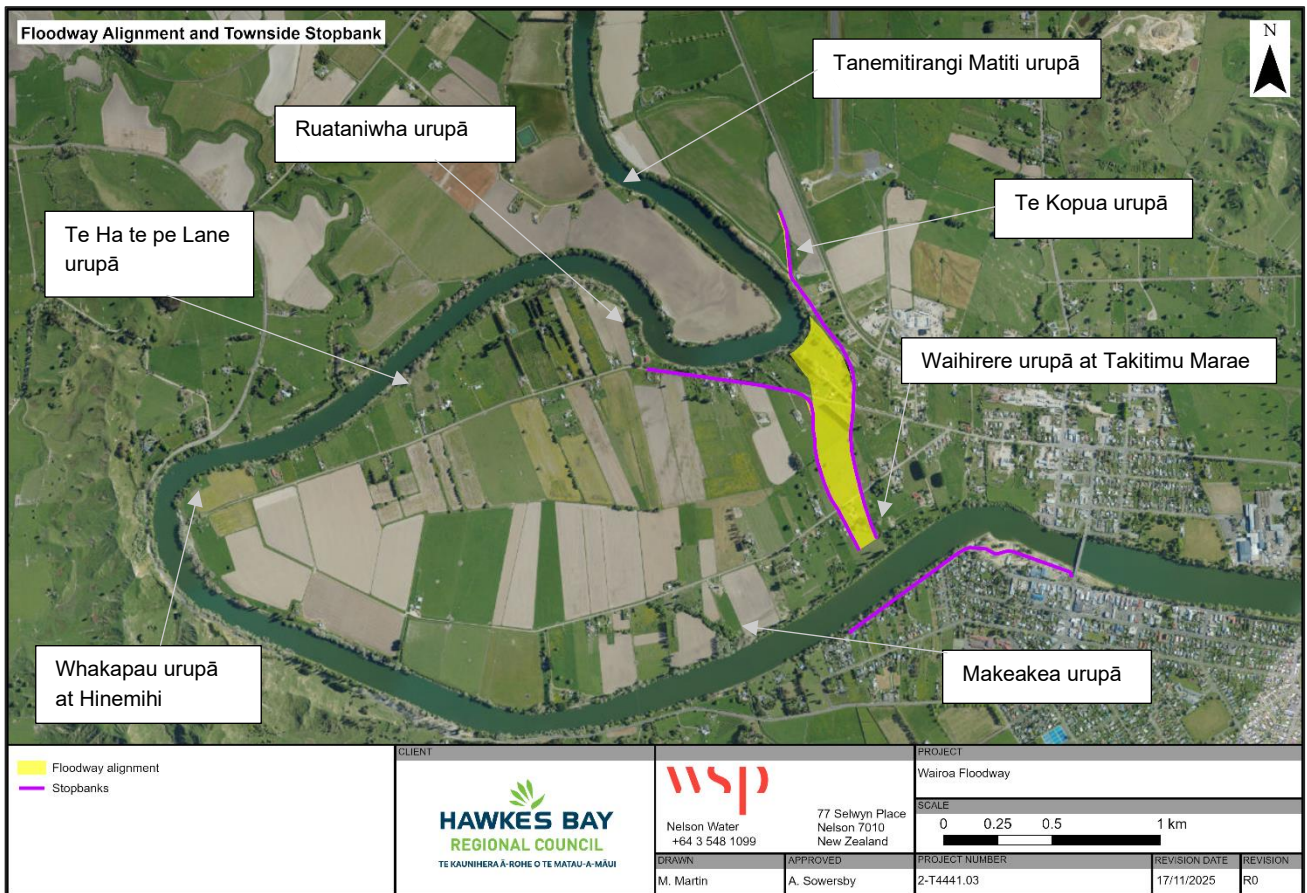 Floodway Alignment and Townside Stopbank
N
Tanemitirangi Matiti urupā
Ruataniwha urupā
Te Kopua urupā
Te Ha te pe Lane
urupā
Waihirere urupā at Takitimu Marae
Whakapau urupā
at Hinemihi
Makeakea urupā
Floodway alignment
Stopbanks
CLIENT
HAWKES BAY
REGIONAL COUNCIL
TE KAUNIHERA Ā-ROHE O TE MATAU-A-MĀUI
wsp
Nelson Water
+64 3 548 1099
77 Selwyn Place
Nelson 7010
New Zealand
DRAWN
M. Martin
APPROVED
A. Sowersby
PROJECT
Wairoa Floodway
SCALE
0 0.25 0.5 1 km
PROJECT NUMBER
2-T4441.03
REVISION DATE
17/11/2025
REVISION
R0